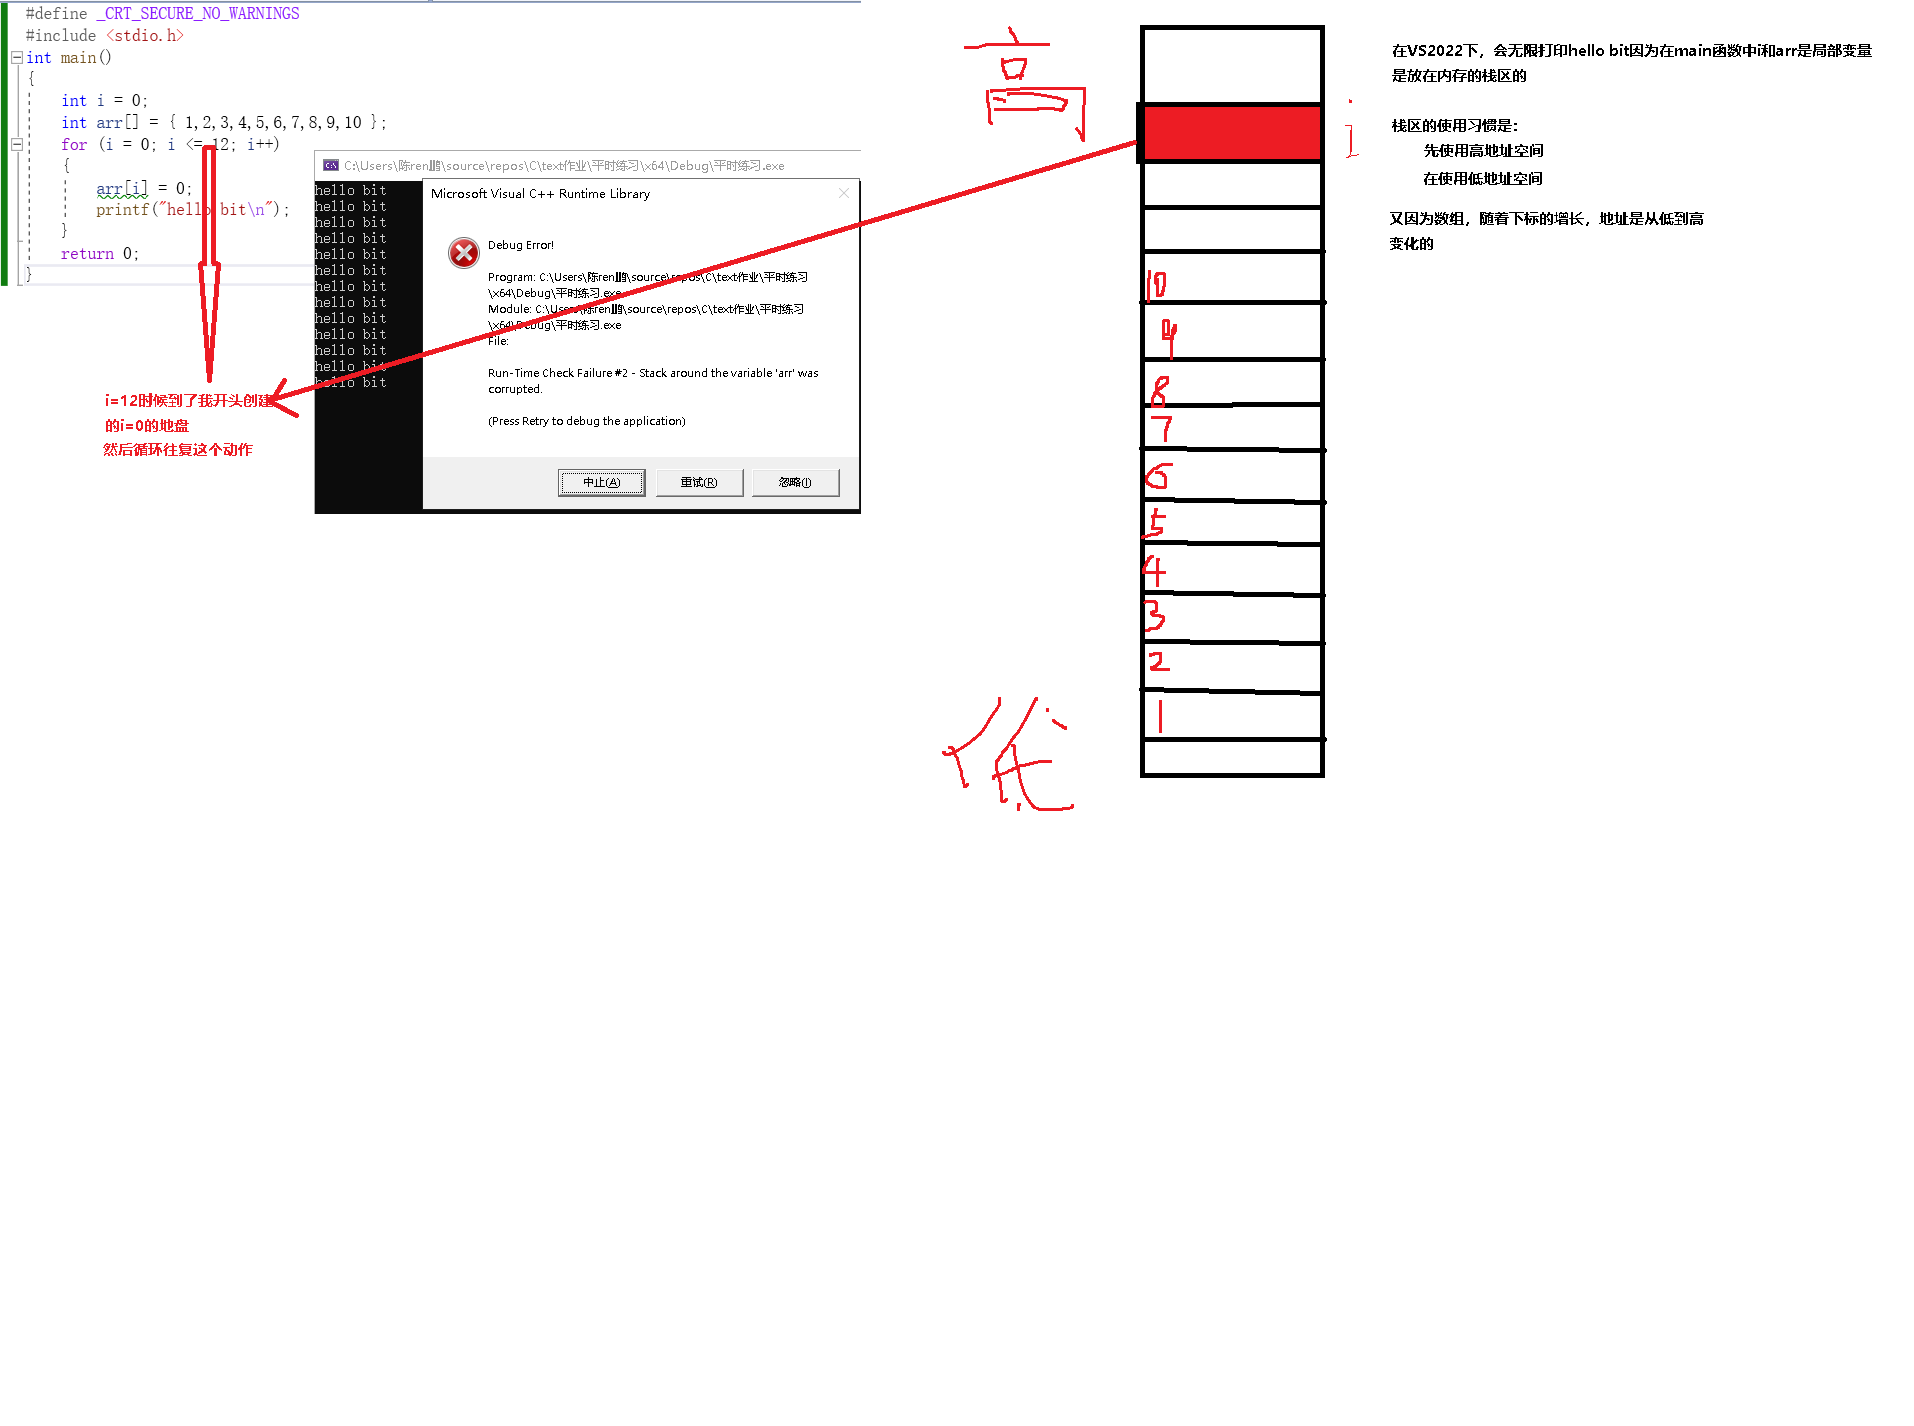 #define _CRT_SECURE_NO_WARNINGS
#include <stdio.h>
int main()
{
int i = 0;
int arr[] = { 1,2,3,4,5,6,7,8,9,10 };
for (i = 0; i <= 12; i++)
{
arr[i] = 0;
printf("hello bit\n");
}
return 0;
}
C:\Users\陈ren鹏\source\repos\C\text作业\平时练习\x64\Debug\平时练习.exe
hello bit
hello bit
hello bit
hello bit
hello bit
hello bit
hello bit
hello bit
hello bit
hello bit
hello bit
hello bit
hello bit
Microsoft Visual C++ Runtime Library
Debug Error!
Program: C:\Users\陈ren鹏\source\repos\C\text作业\平时练习
\x64\Debug\平时练习.exe
Module: C:\Users\陈ren鹏\source\repos\C\text作业\平时练习
\x64\Debug\平时练习.exe
File:
Run-Time Check Failure #2 - Stack around the variable 'arr' was
corrupted.
(Press Retry to debug the application)
中止(A)
重试(R)
忽略(I)
i=12时候到了我开头创建
的i=0的地盘
然后循环往复这个动作
高
i
10
9
8
7
6
5
4
3
2
1
低
在VS2022下，会无限打印hello bit因为在main函数中i和arr是局部变量
是放在内存的栈区的
栈区的使用习惯是：
先使用高地址空间
在使用低地址空间
又因为数组，随着下标的增长，地址是从低到高
变化的